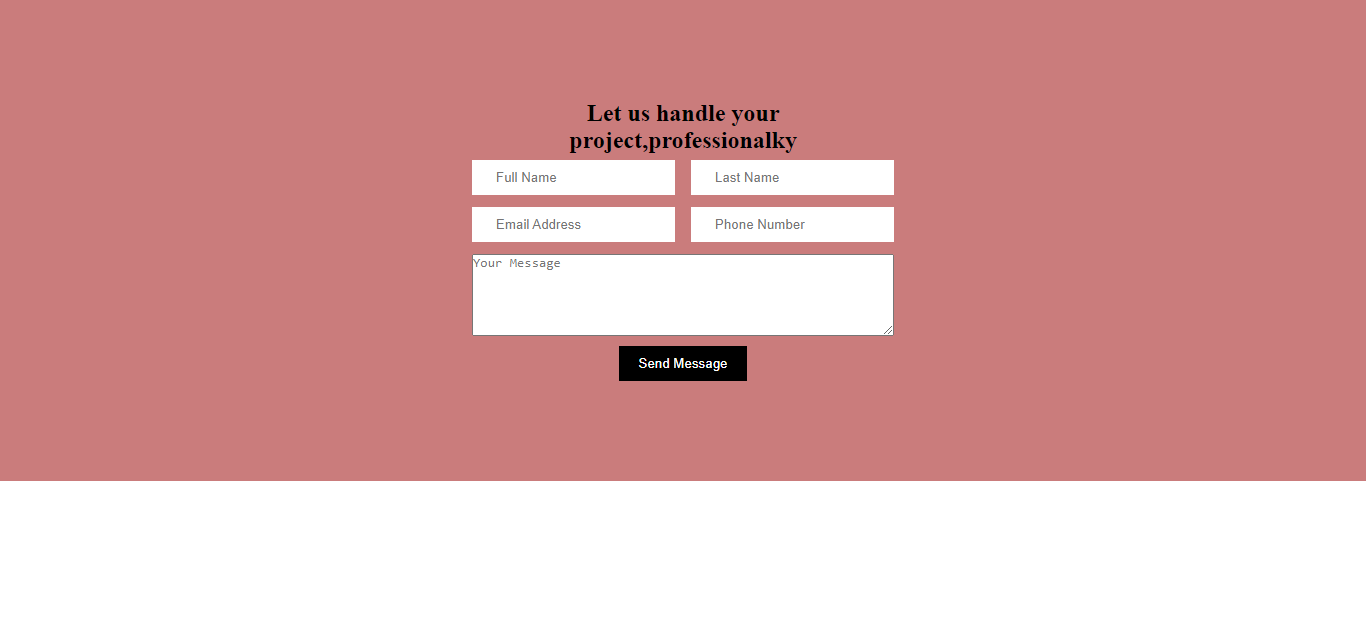 Let us handle your
project,professionalky
Full Name
Last Name
Email Address
Phone Number
Your Message
Send Message